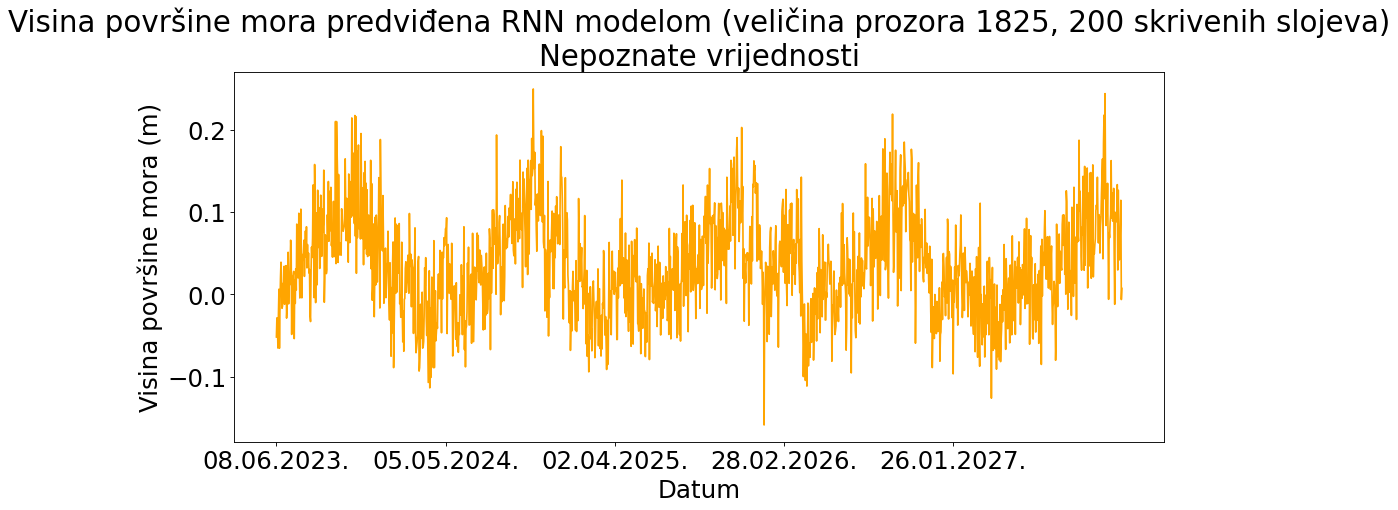 Visina površine mora predviđena RNN modelom (veličina prozora 1825, 200 skrivenih slojeva)
Nepoznate vrijednosti
Visina površine mora (m)
0.2
0.1
0.0
−0.1
08.06.2023. 05.05.2024. 02.04.2025. 28.02.2026. 26.01.2027.
Datum